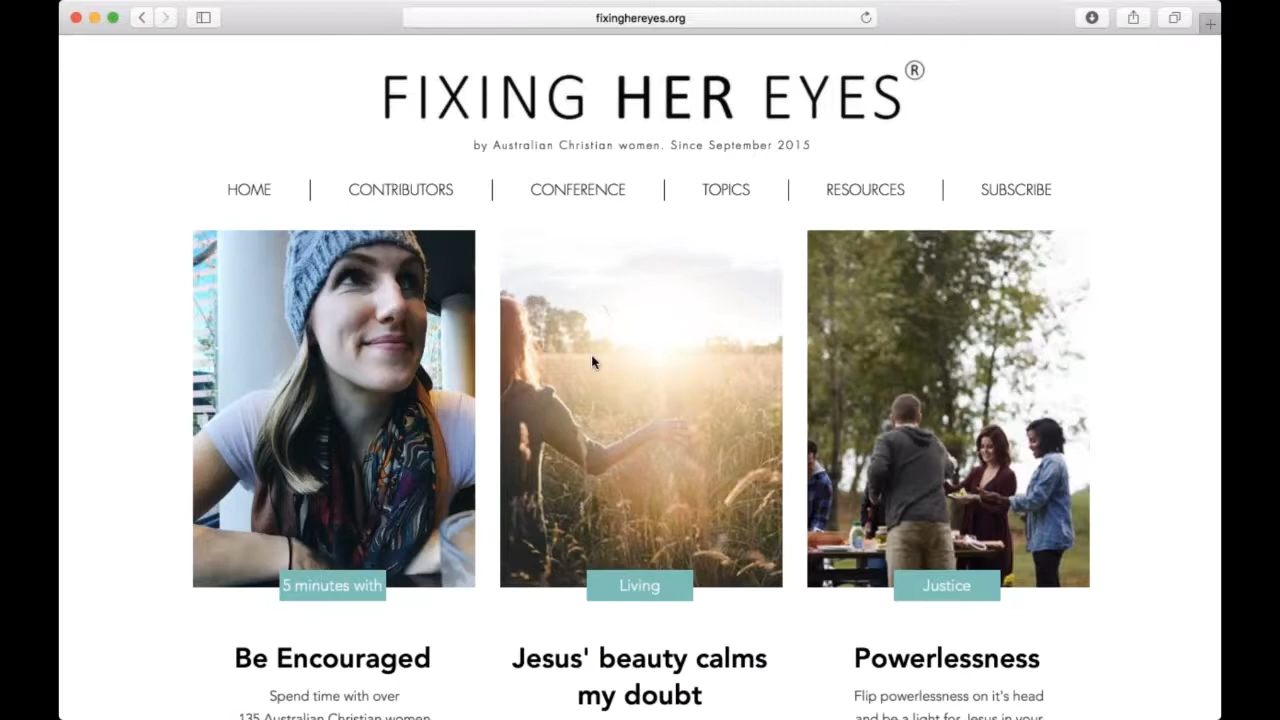 fixinghereyes.org
FIXING HER EYES®
by Australian Christian women. Since September 2015
HOME
CONTRIBUTORS
CONFERENCE
TOPICS
RESOURCES
SUBSCRIBE
5 minutes with
Living
Justice
Be Encouraged
Spend time with over
135 Australian Christian women
Jesus' beauty calms
my doubt
Powerlessness
Flip powerlessness on it's head
and be a light for Jesus in your